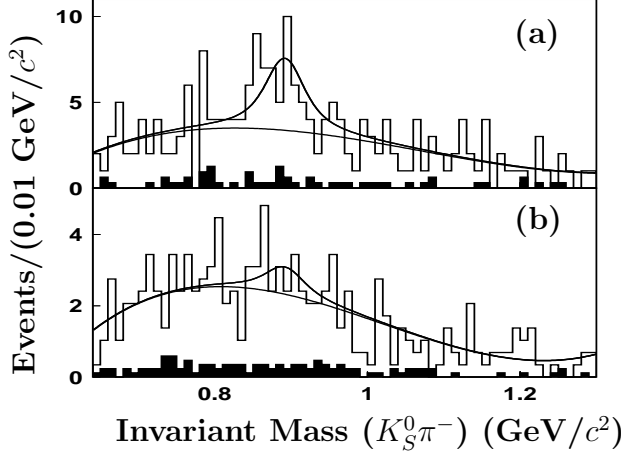 10
(a)
5
0
(b)
4
2
0
0.8 1 1.2
Events/(0.01 GeV/c²)
Invariant Mass (K⁰_Sπ⁻) (GeV/c²)